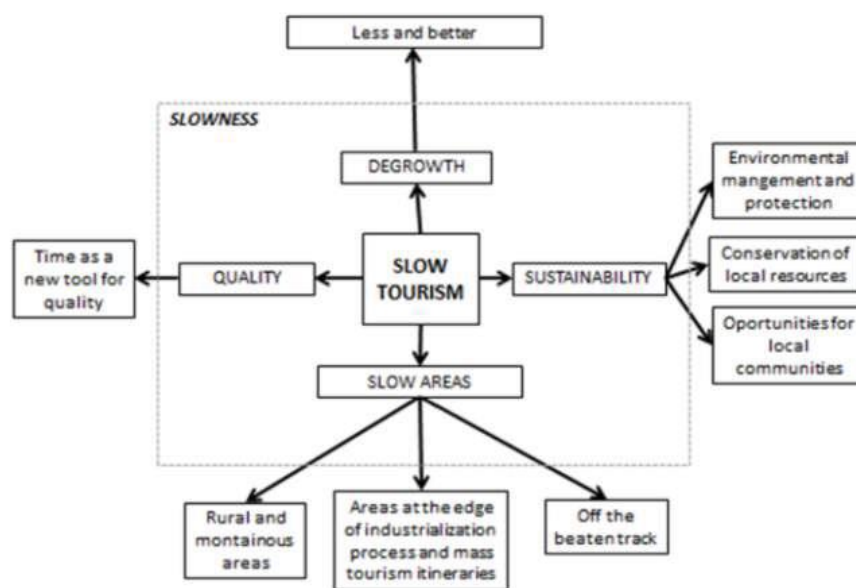 Less and better
SLOWNESS
DEGROWTH
Environmental
mangement and
protection
Time as a
new tool for
quality
QUALITY
SLOW
TOURISM
SUSTAINABILITY
Conservation of
local resources
Oportunities for
local
communities
SLOW AREAS
Rural and
montainous
areas
Areas at the edge
of industrialization
process and mass
tourism itineraries
Off the
beaten track